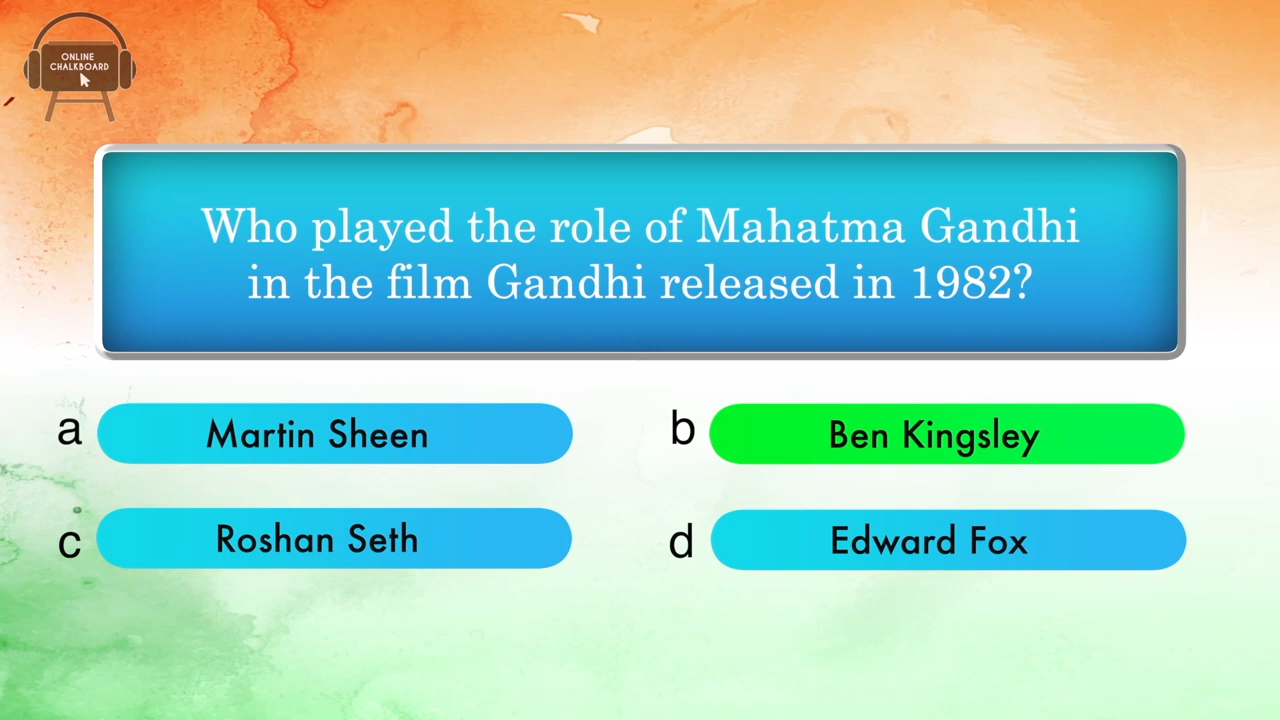 ONLINE
CHALKBOARD
Who played the role of Mahatma Gandhi
in the film Gandhi released in 1982?
a Martin Sheen
b Ben Kingsley
c Roshan Seth
d Edward Fox